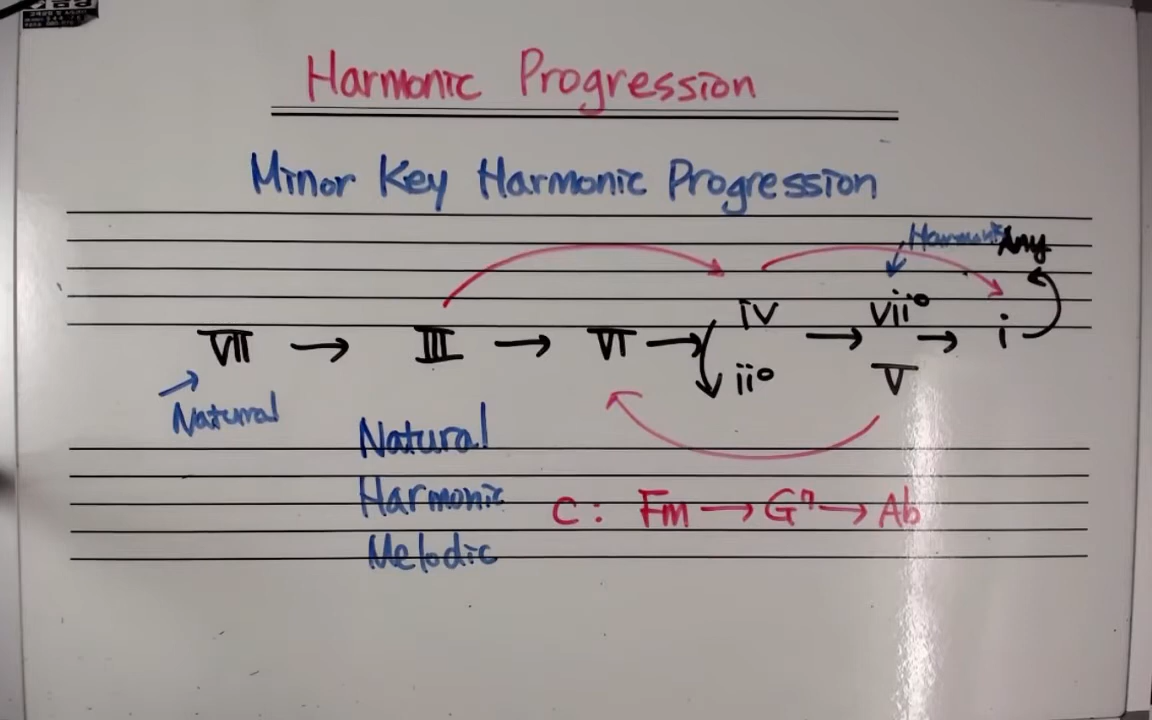 Harmonic Progression
Minor Key Harmonic Progression
Harmonic Any
VII → III → VI → iv → vii° → i
ii° V
Natural
Natural
Harmonic
C: Fm → G7 → Ab
Melodic